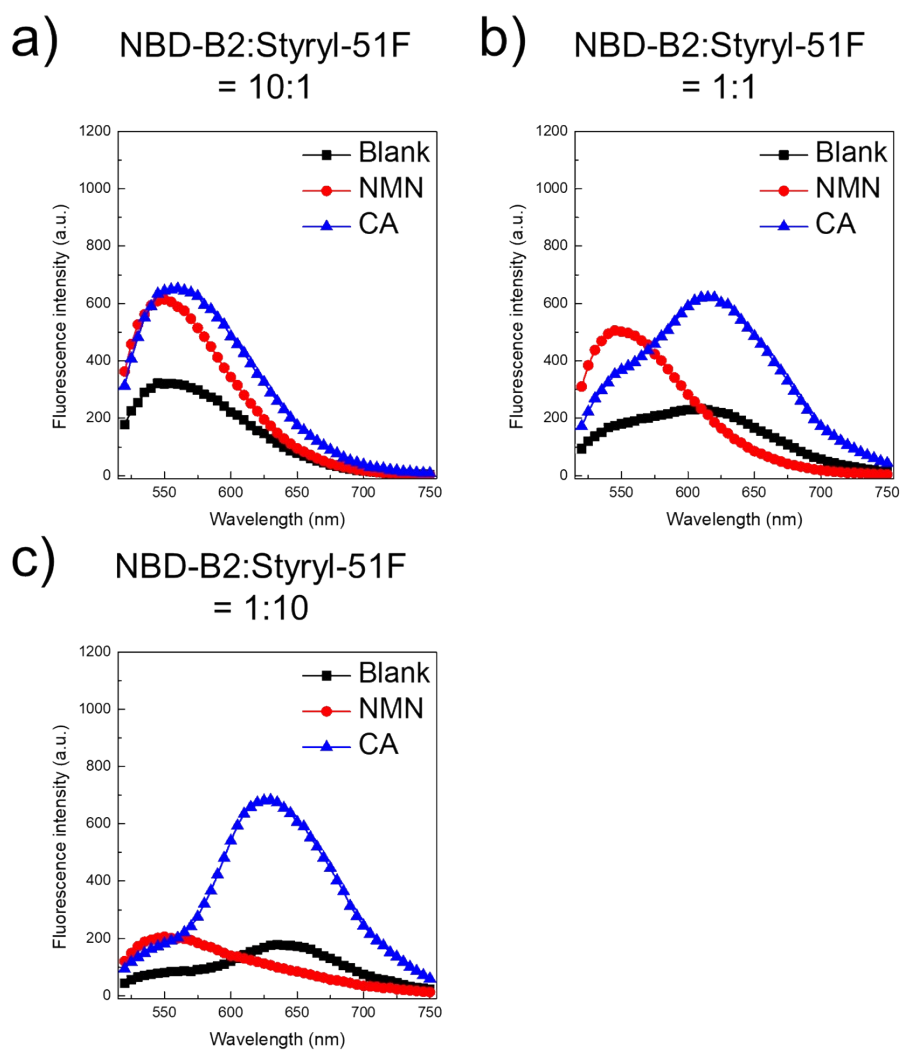 a)
NBD-B2:Styryl-51F
= 10:1
1200
1000
800
600
400
200
0
Fluorescence intensity (a.u.)
Blank
NMN
CA
550 600 650 700 750
Wavelength (nm)
b)
NBD-B2:Styryl-51F
= 1:1
1200
1000
800
600
400
200
0
Fluorescence intensity (a.u.)
Blank
NMN
CA
550 600 650 700 750
Wavelength (nm)
c)
NBD-B2:Styryl-51F
= 1:10
1200
1000
800
600
400
200
0
Fluorescence intensity (a.u.)
Blank
NMN
CA
550 600 650 700 750
Wavelength (nm)